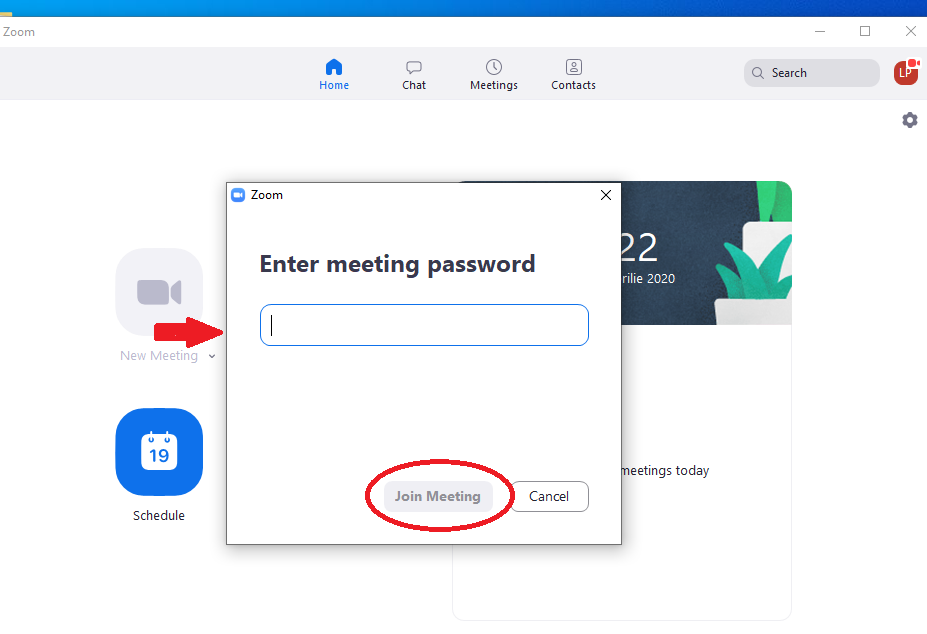 Zoom
Home
Chat
Meetings
Contacts
Search
LP
Zoom
Enter meeting password
22
rilie 2020
New Meeting
19
Schedule
meetings today
Join Meeting
Cancel